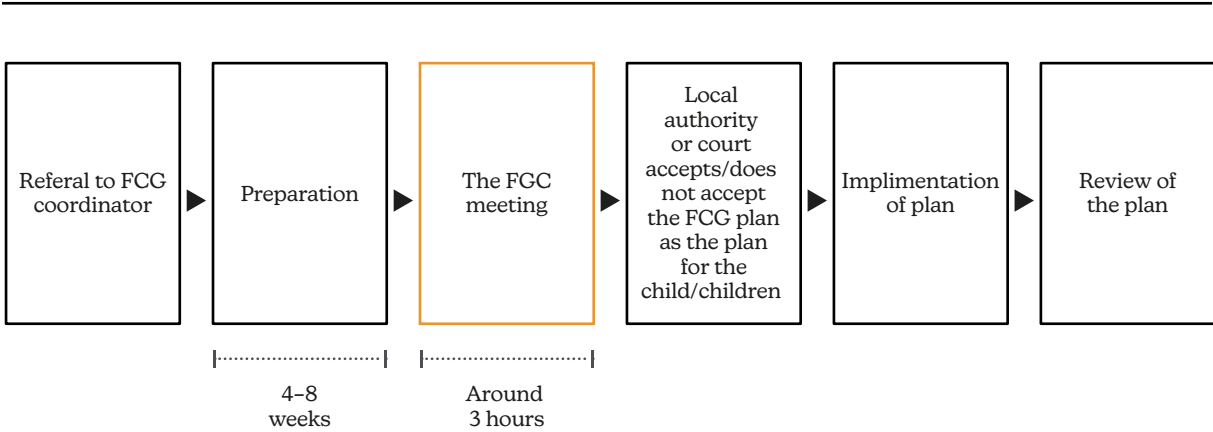 Referal to FCG
coordinator
Preparation
The FGC
meeting
Local
authority
or court
accepts/does
not accept
the FCG plan
as the plan
for the
child/children
Implimentation
of plan
Review of
the plan
4–8
weeks
Around
3 hours